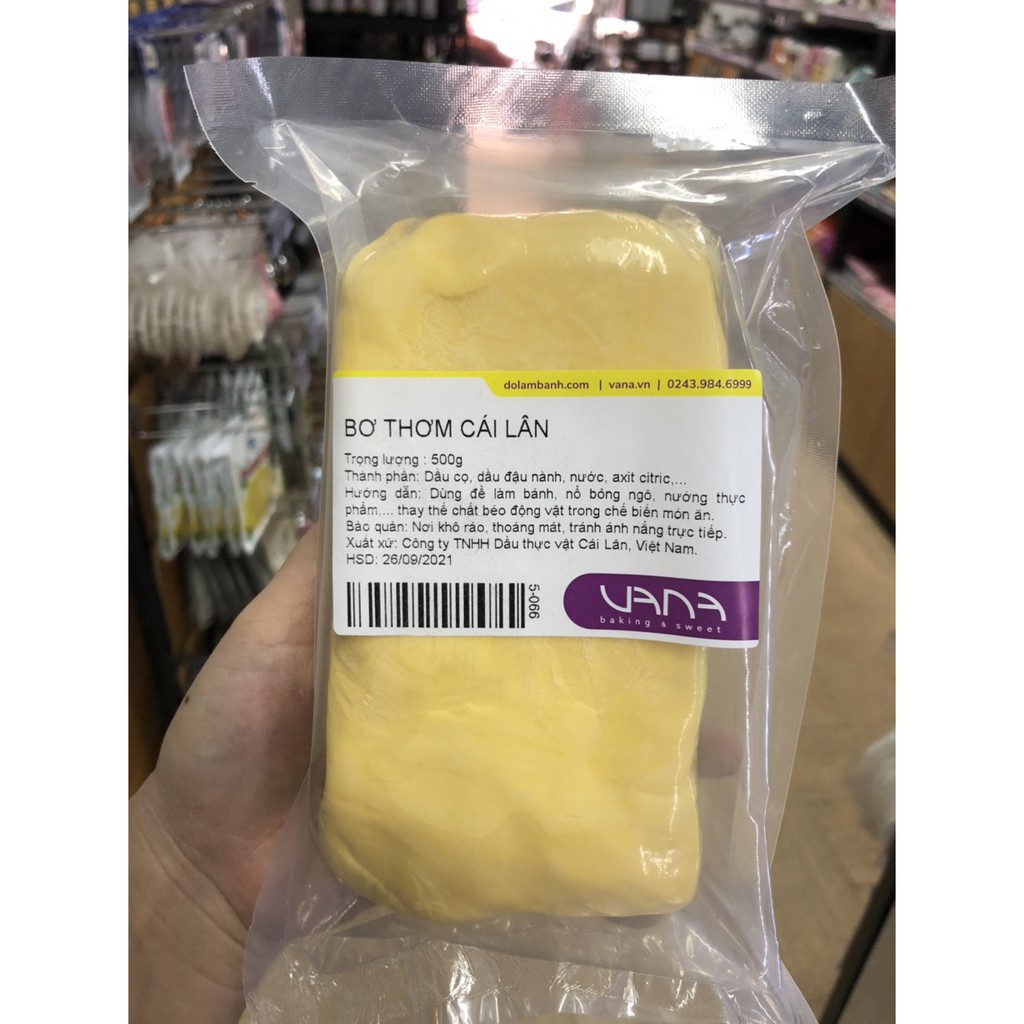 dolambanh.com | vana.vn | 0243.984.6999
BƠ THƠM CÁI LÂN
Trọng lượng : 500g
Thành phần: Dầu cọ, dầu đậu nành, nước, axit citric,...
Hướng dẫn: Dùng để làm bánh, nổ bỏng ngô, nướng thực
phẩm.... thay thế chất béo động vật trong chế biến món ăn.
Bảo quản: Nơi khô ráo, thoáng mát, tránh ánh nắng trực tiếp.
Xuất xứ: Công ty TNHH Dầu thực vật Cái Lân, Việt Nam.
HSD: 26/09/2021
5-066
VANA
baking & sweet